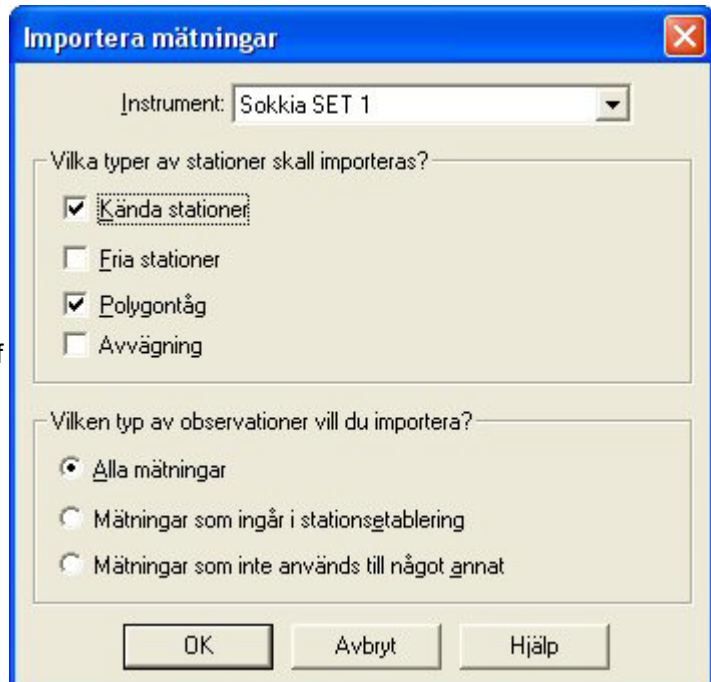 Importera mätningar
Instrument: Sokkia SET 1
Vilka typer av stationer skall importeras?
Kända stationer
Fria stationer
Polygontåg
Avvägning
f
Vilken typ av observationer vill du importera?
Alla mätningar
Mätningar som ingår i stationsetablering
Mätningar som inte används till något annat
OK Avbryt Hjälp